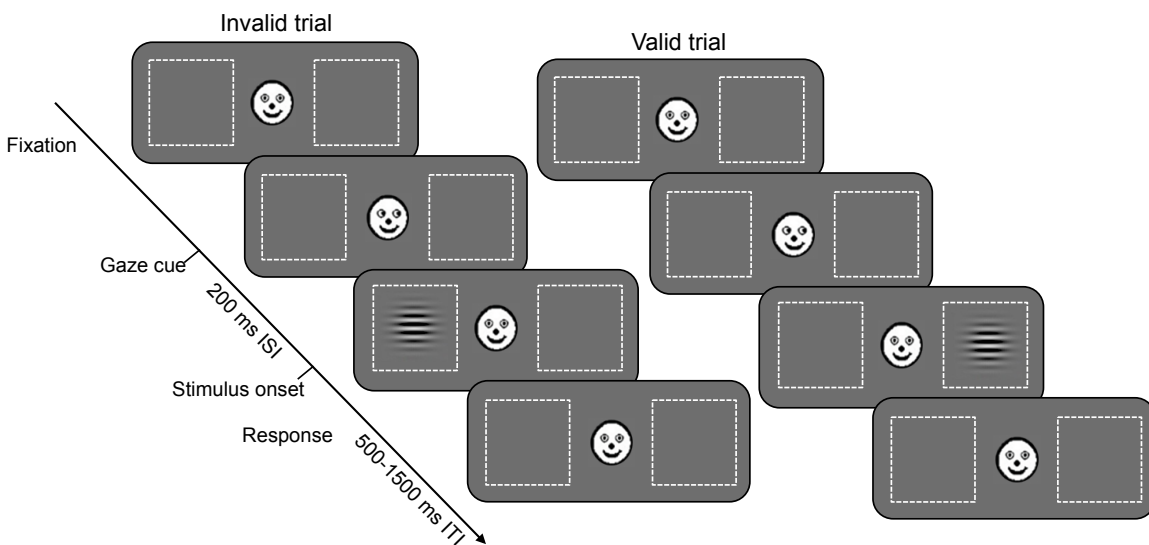 Invalid trial
Valid trial
Fixation
Gaze cue
200 ms ISI
Stimulus onset
Response
500-1500 ms ITI